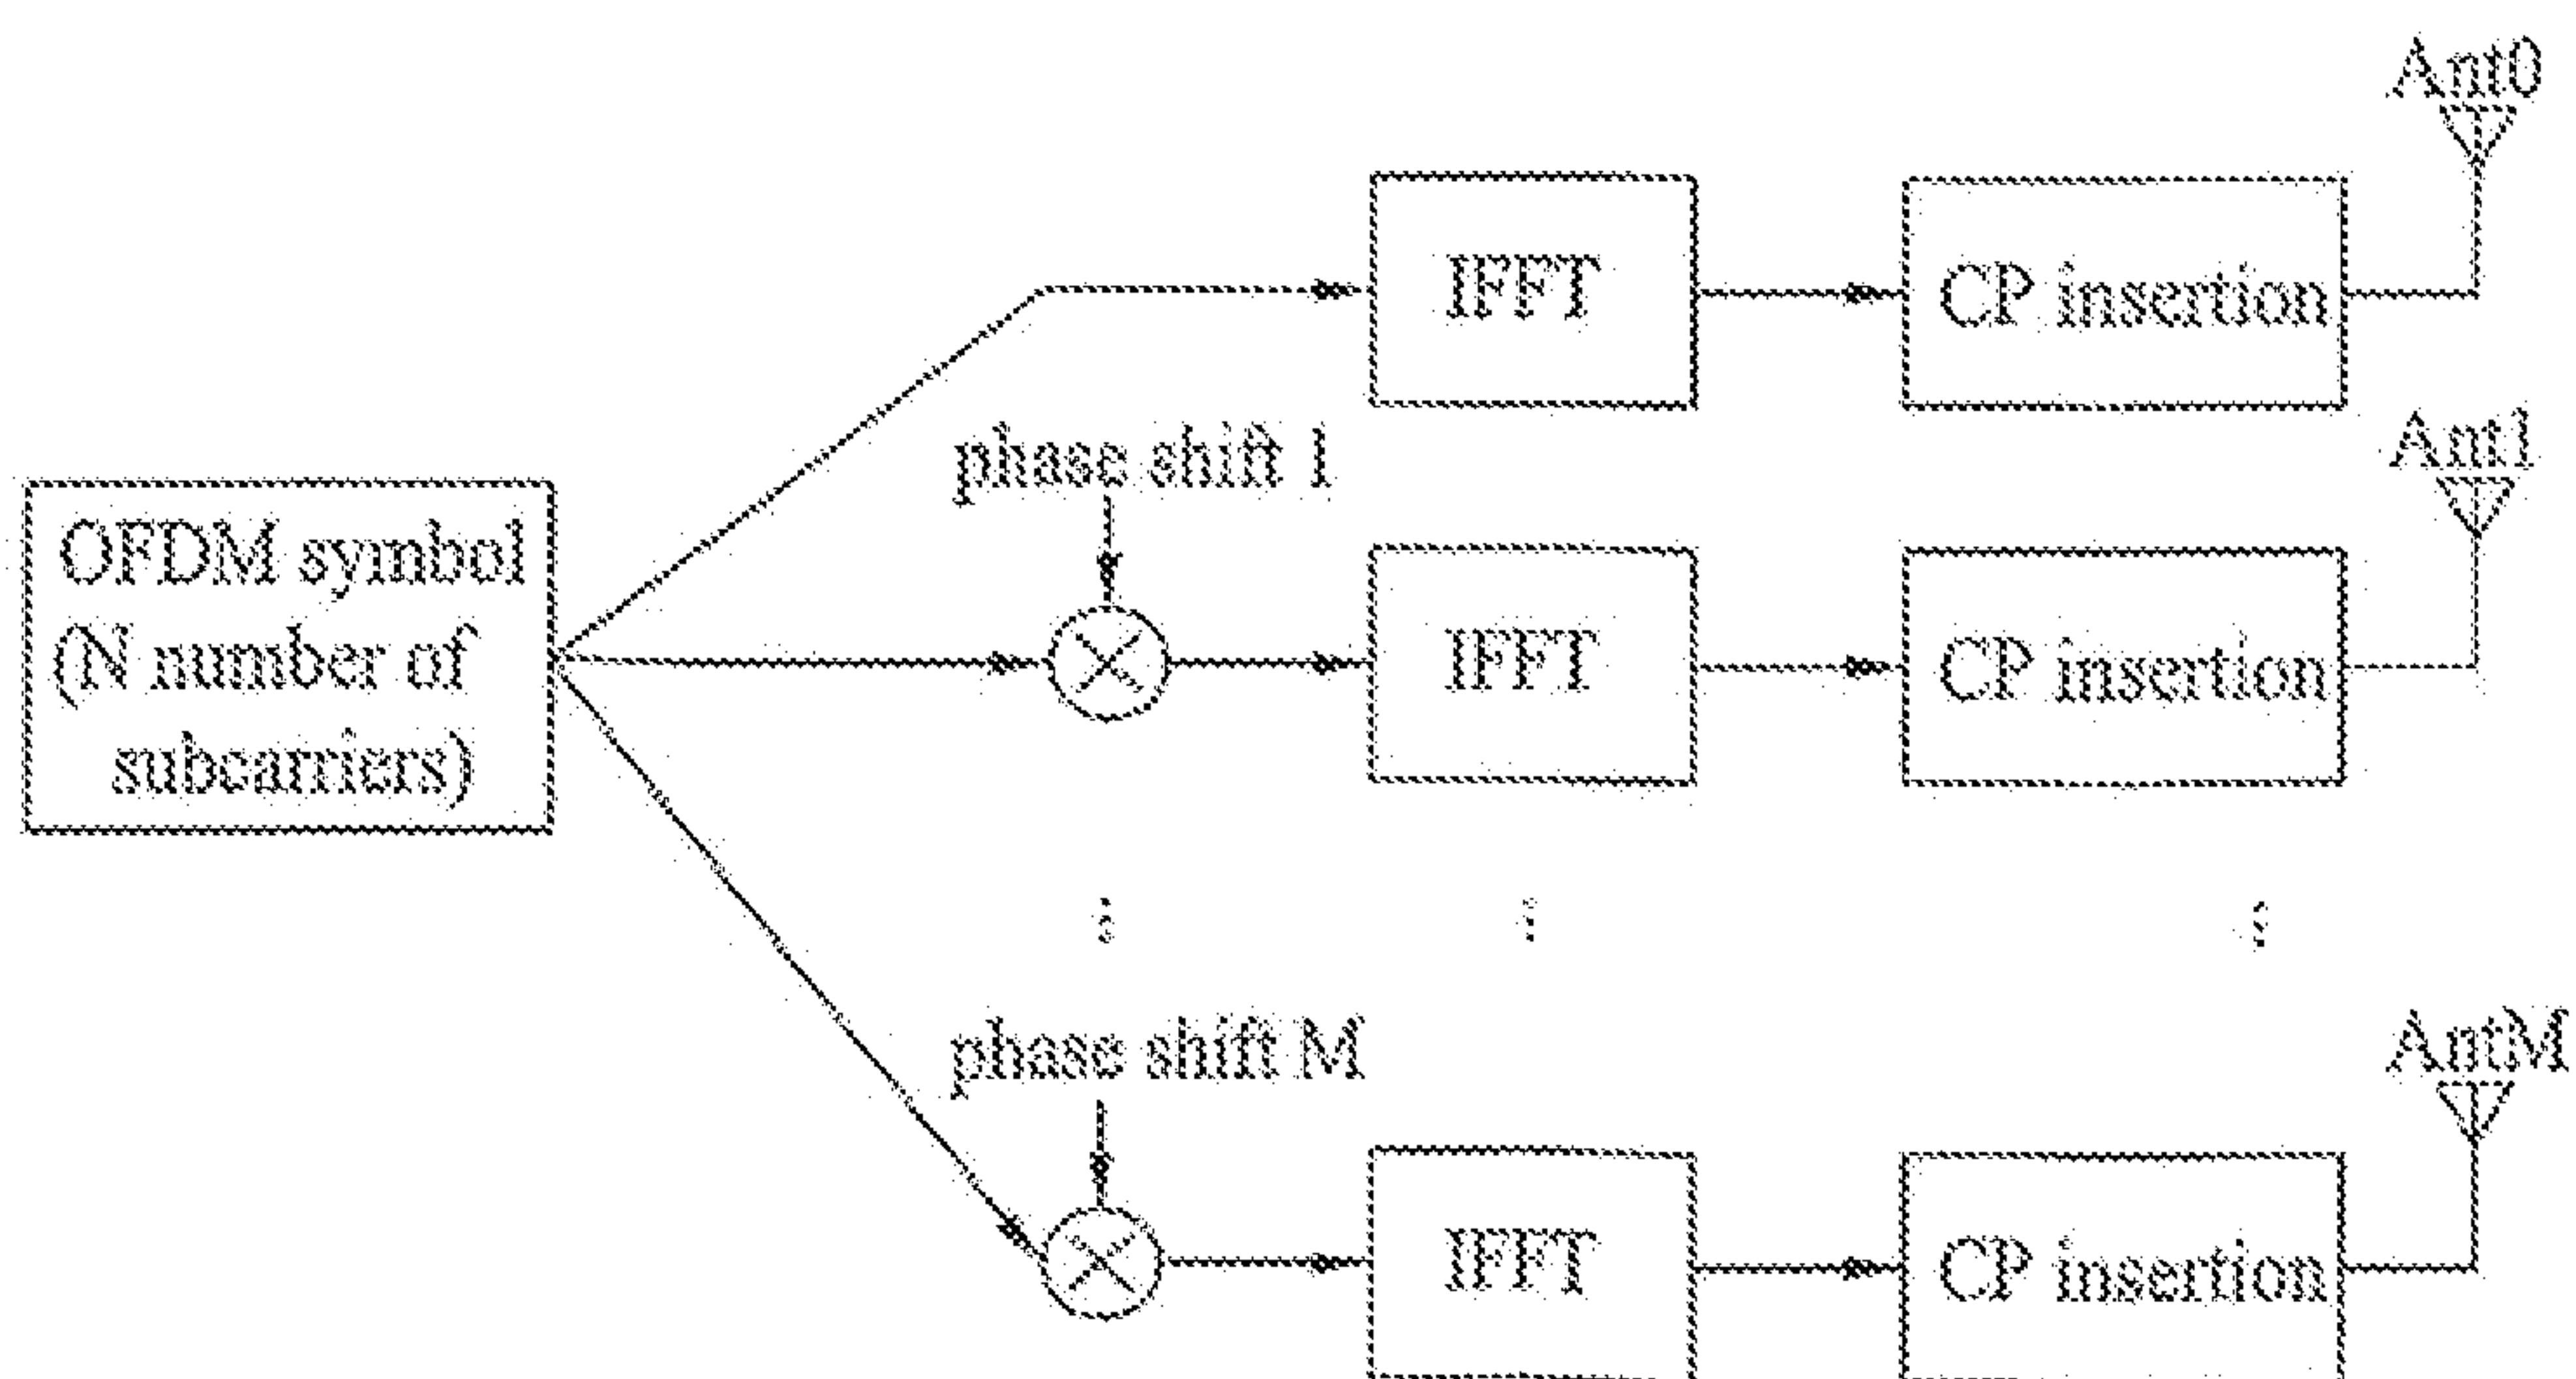 Ant0
IFFT
CP insertion
phase shift 1
Ant1
OFDM symbol
(N number of
subcarriers)
IFFT
CP insertion
phase shift M
AntM
IFFT
CP insertion